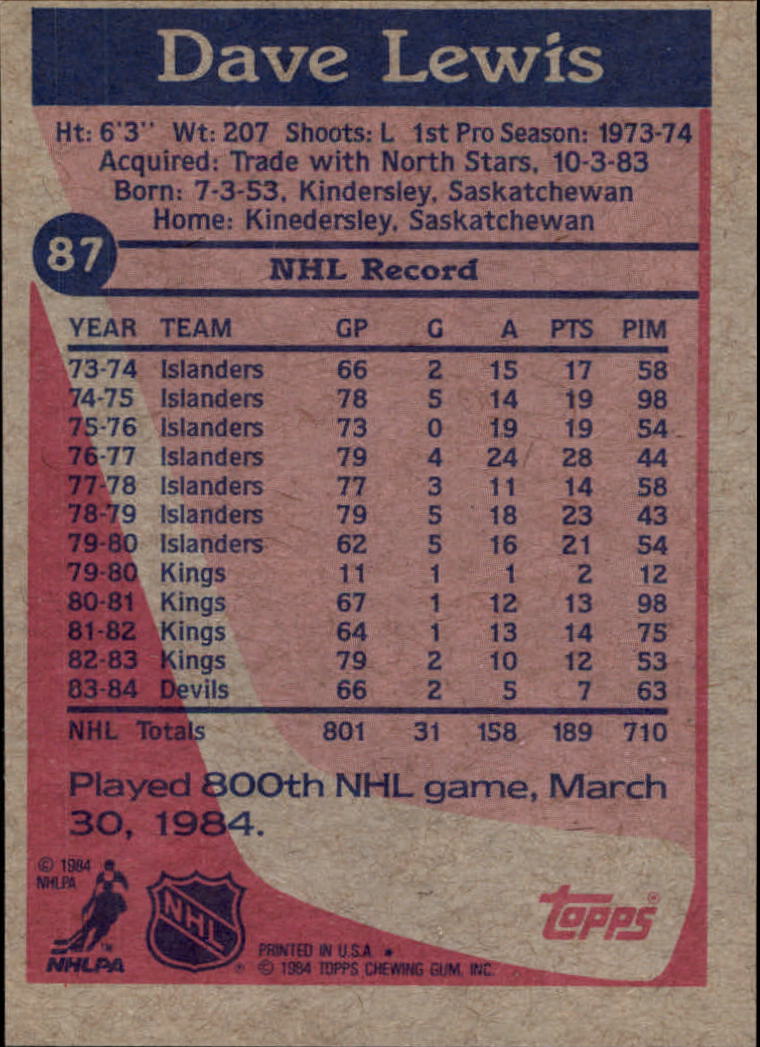 Dave Lewis
Ht: 6'3" Wt: 207 Shoots: L 1st Pro Season: 1973-74
Acquired: Trade with North Stars, 10-3-83
Born: 7-3-53, Kindersley, Saskatchewan
Home: Kinedersley, Saskatchewan
87
NHL Record
YEAR TEAM GP G A PTS PIM
73-74 Islanders 66 2 15 17 58
74-75 Islanders 78 5 14 19 98
75-76 Islanders 73 0 19 19 54
76-77 Islanders 79 4 24 28 44
77-78 Islanders 77 3 11 14 58
78-79 Islanders 79 5 18 23 43
79-80 Islanders 62 5 16 21 54
79-80 Kings 11 1 1 2 12
80-81 Kings 67 1 12 13 98
81-82 Kings 64 1 13 14 75
82-83 Kings 79 2 10 12 53
83-84 Devils 66 2 5 7 63
NHL Totals 801 31 158 189 710
Played 800th NHL game, March
30, 1984.
© 1984
NHLPA
NHLPA
™
NHL
®
topps®
PRINTED IN U.S.A *
© 1984 TOPPS CHEWING GUM, INC.